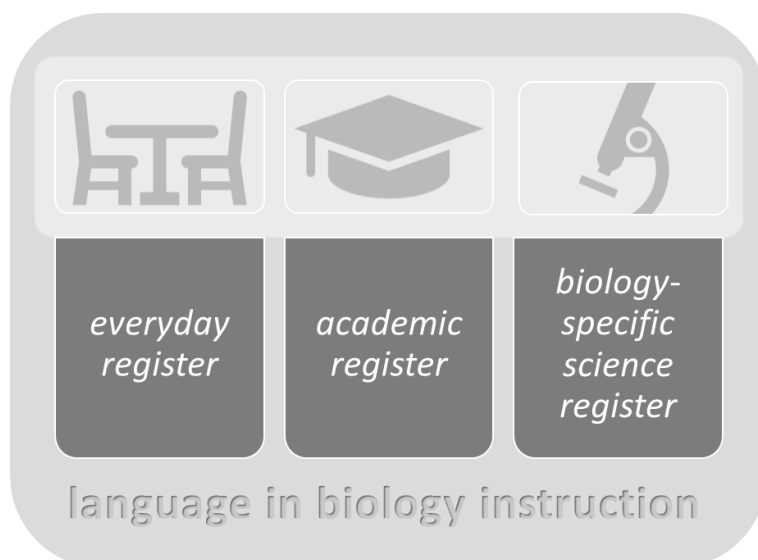 everyday
register
academic
register
biology-
specific
science
register
language in biology instruction